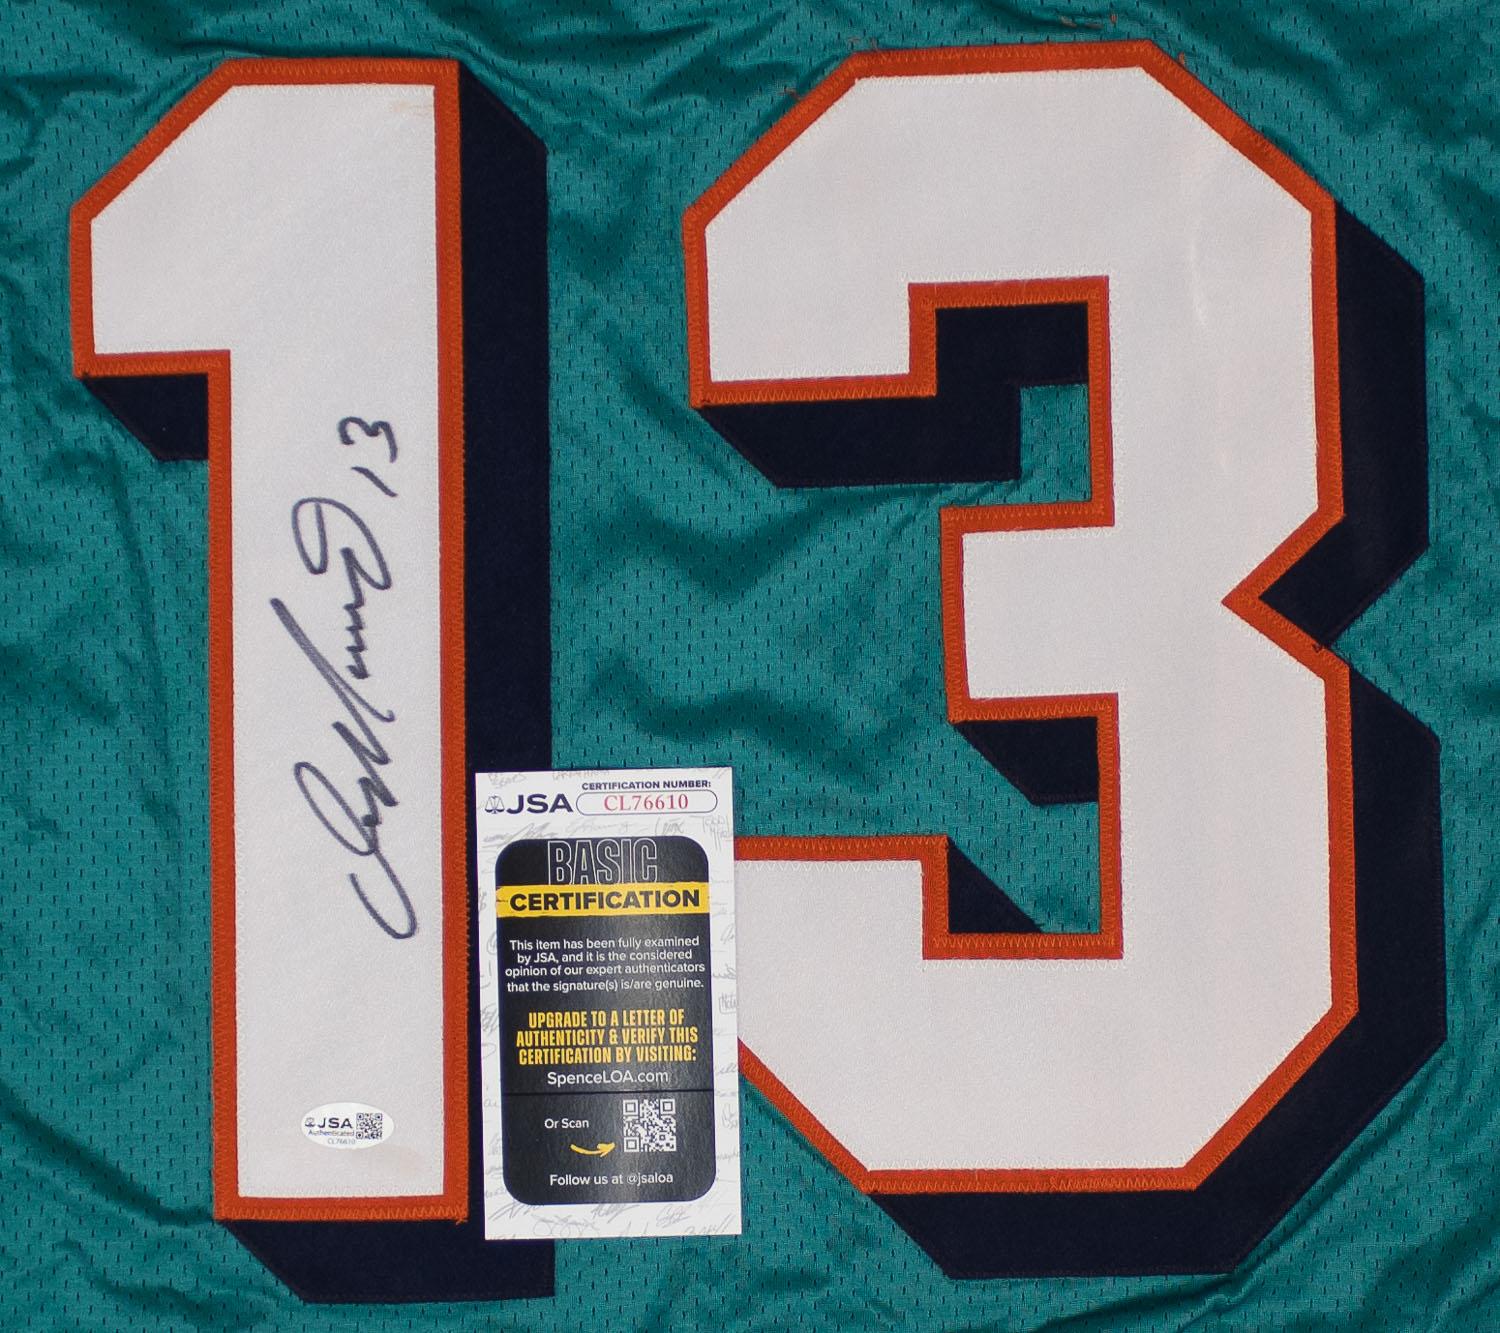 13
13
CERTIFICATION NUMBER:
JSA CL76610
BASIC
CERTIFICATION
This item has been fully examined
by JSA, and it is the considered
opinion of our expert authenticators
that the signature(s) is/are genuine.
UPGRADE TO A LETTER OF
AUTHENTICITY & VERIFY THIS
CERTIFICATION BY VISITING:
SpenceLOA.com
Or Scan
Follow us at @jsaloa
JSA
Authenticated
CL76610